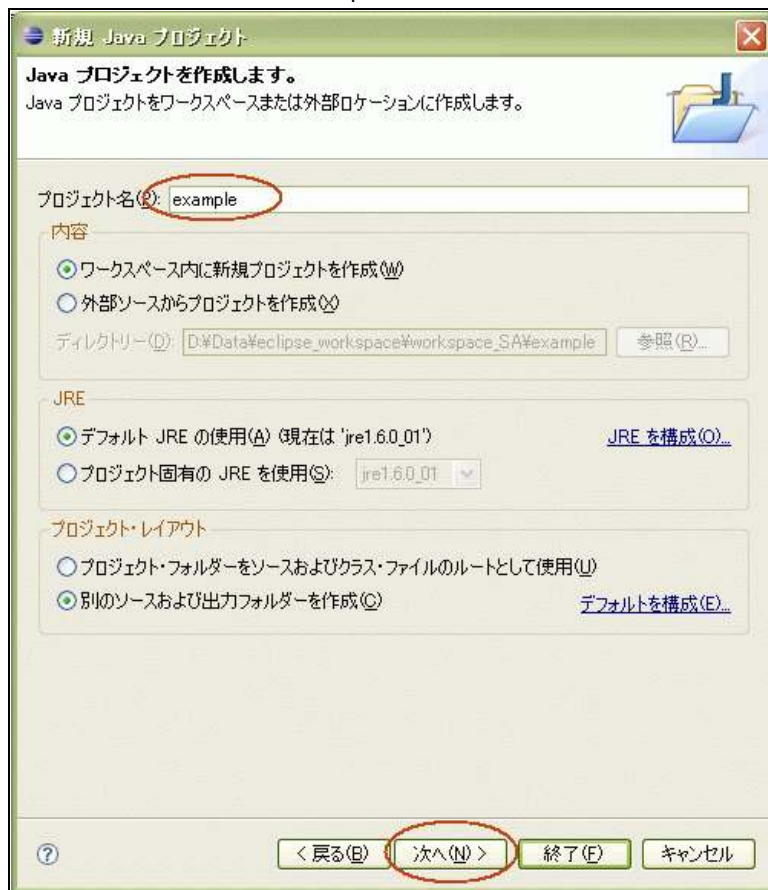 新規 Java プロジェクト
Java プロジェクトを作成します。
Java プロジェクトをワークスペースまたは外部ロケーションに作成します。
プロジェクト名(P): example
内容
ワークスペース内に新規プロジェクトを作成(W)
外部ソースからプロジェクトを作成(X)
ディレクトリー(D): D:¥Data¥eclipse_workspace¥workspace_SA¥example 参照(R)...
JRE
デフォルト JRE の使用(A) (現在は 'jre1.6.0_01') JRE を構成(O)...
プロジェクト固有の JRE を使用(S): jre1.6.0_01
プロジェクト・レイアウト
プロジェクト・フォルダーをソースおよびクラス・ファイルのルートとして使用(U)
別のソースおよび出力フォルダーを作成(C) デフォルトを構成(E)...
< 戻る(B) 次へ(N) > 終了(F) キャンセル